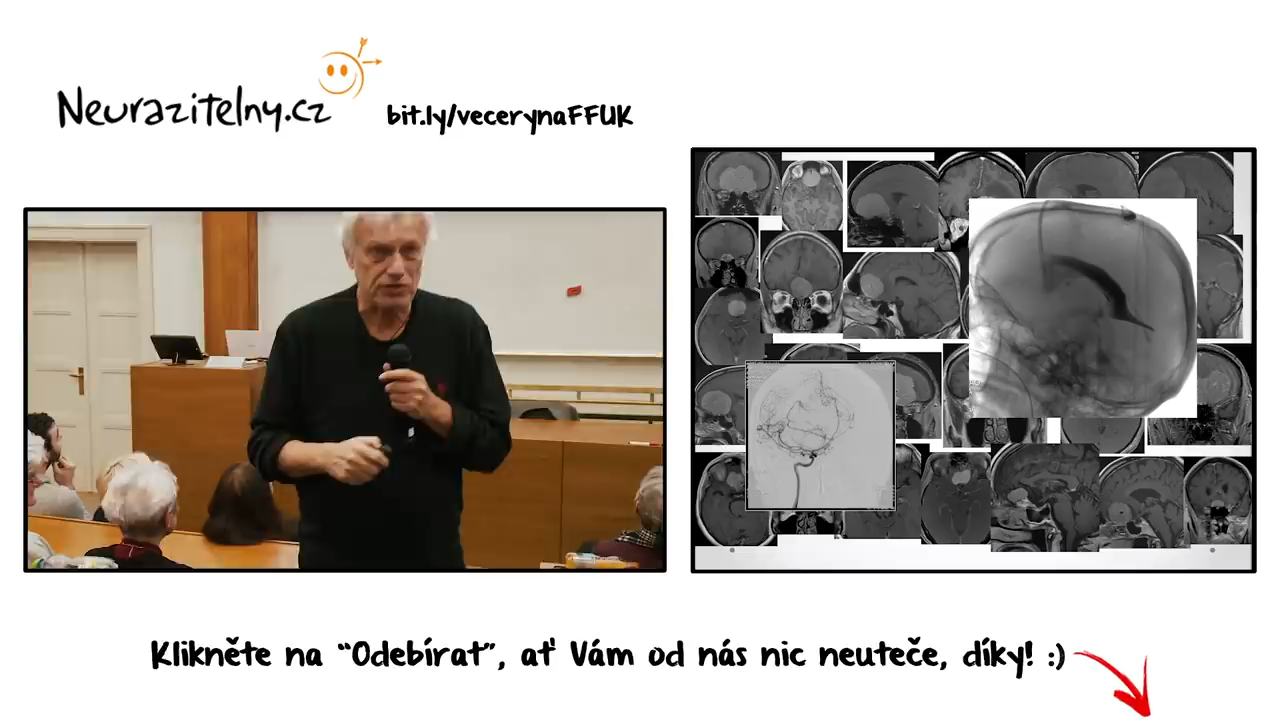 Neurazitelny.cz
bit.ly/vecerynaFFUK
Klikněte na “Odebírat”, ať Vám od nás nic neuteče, díky! :)